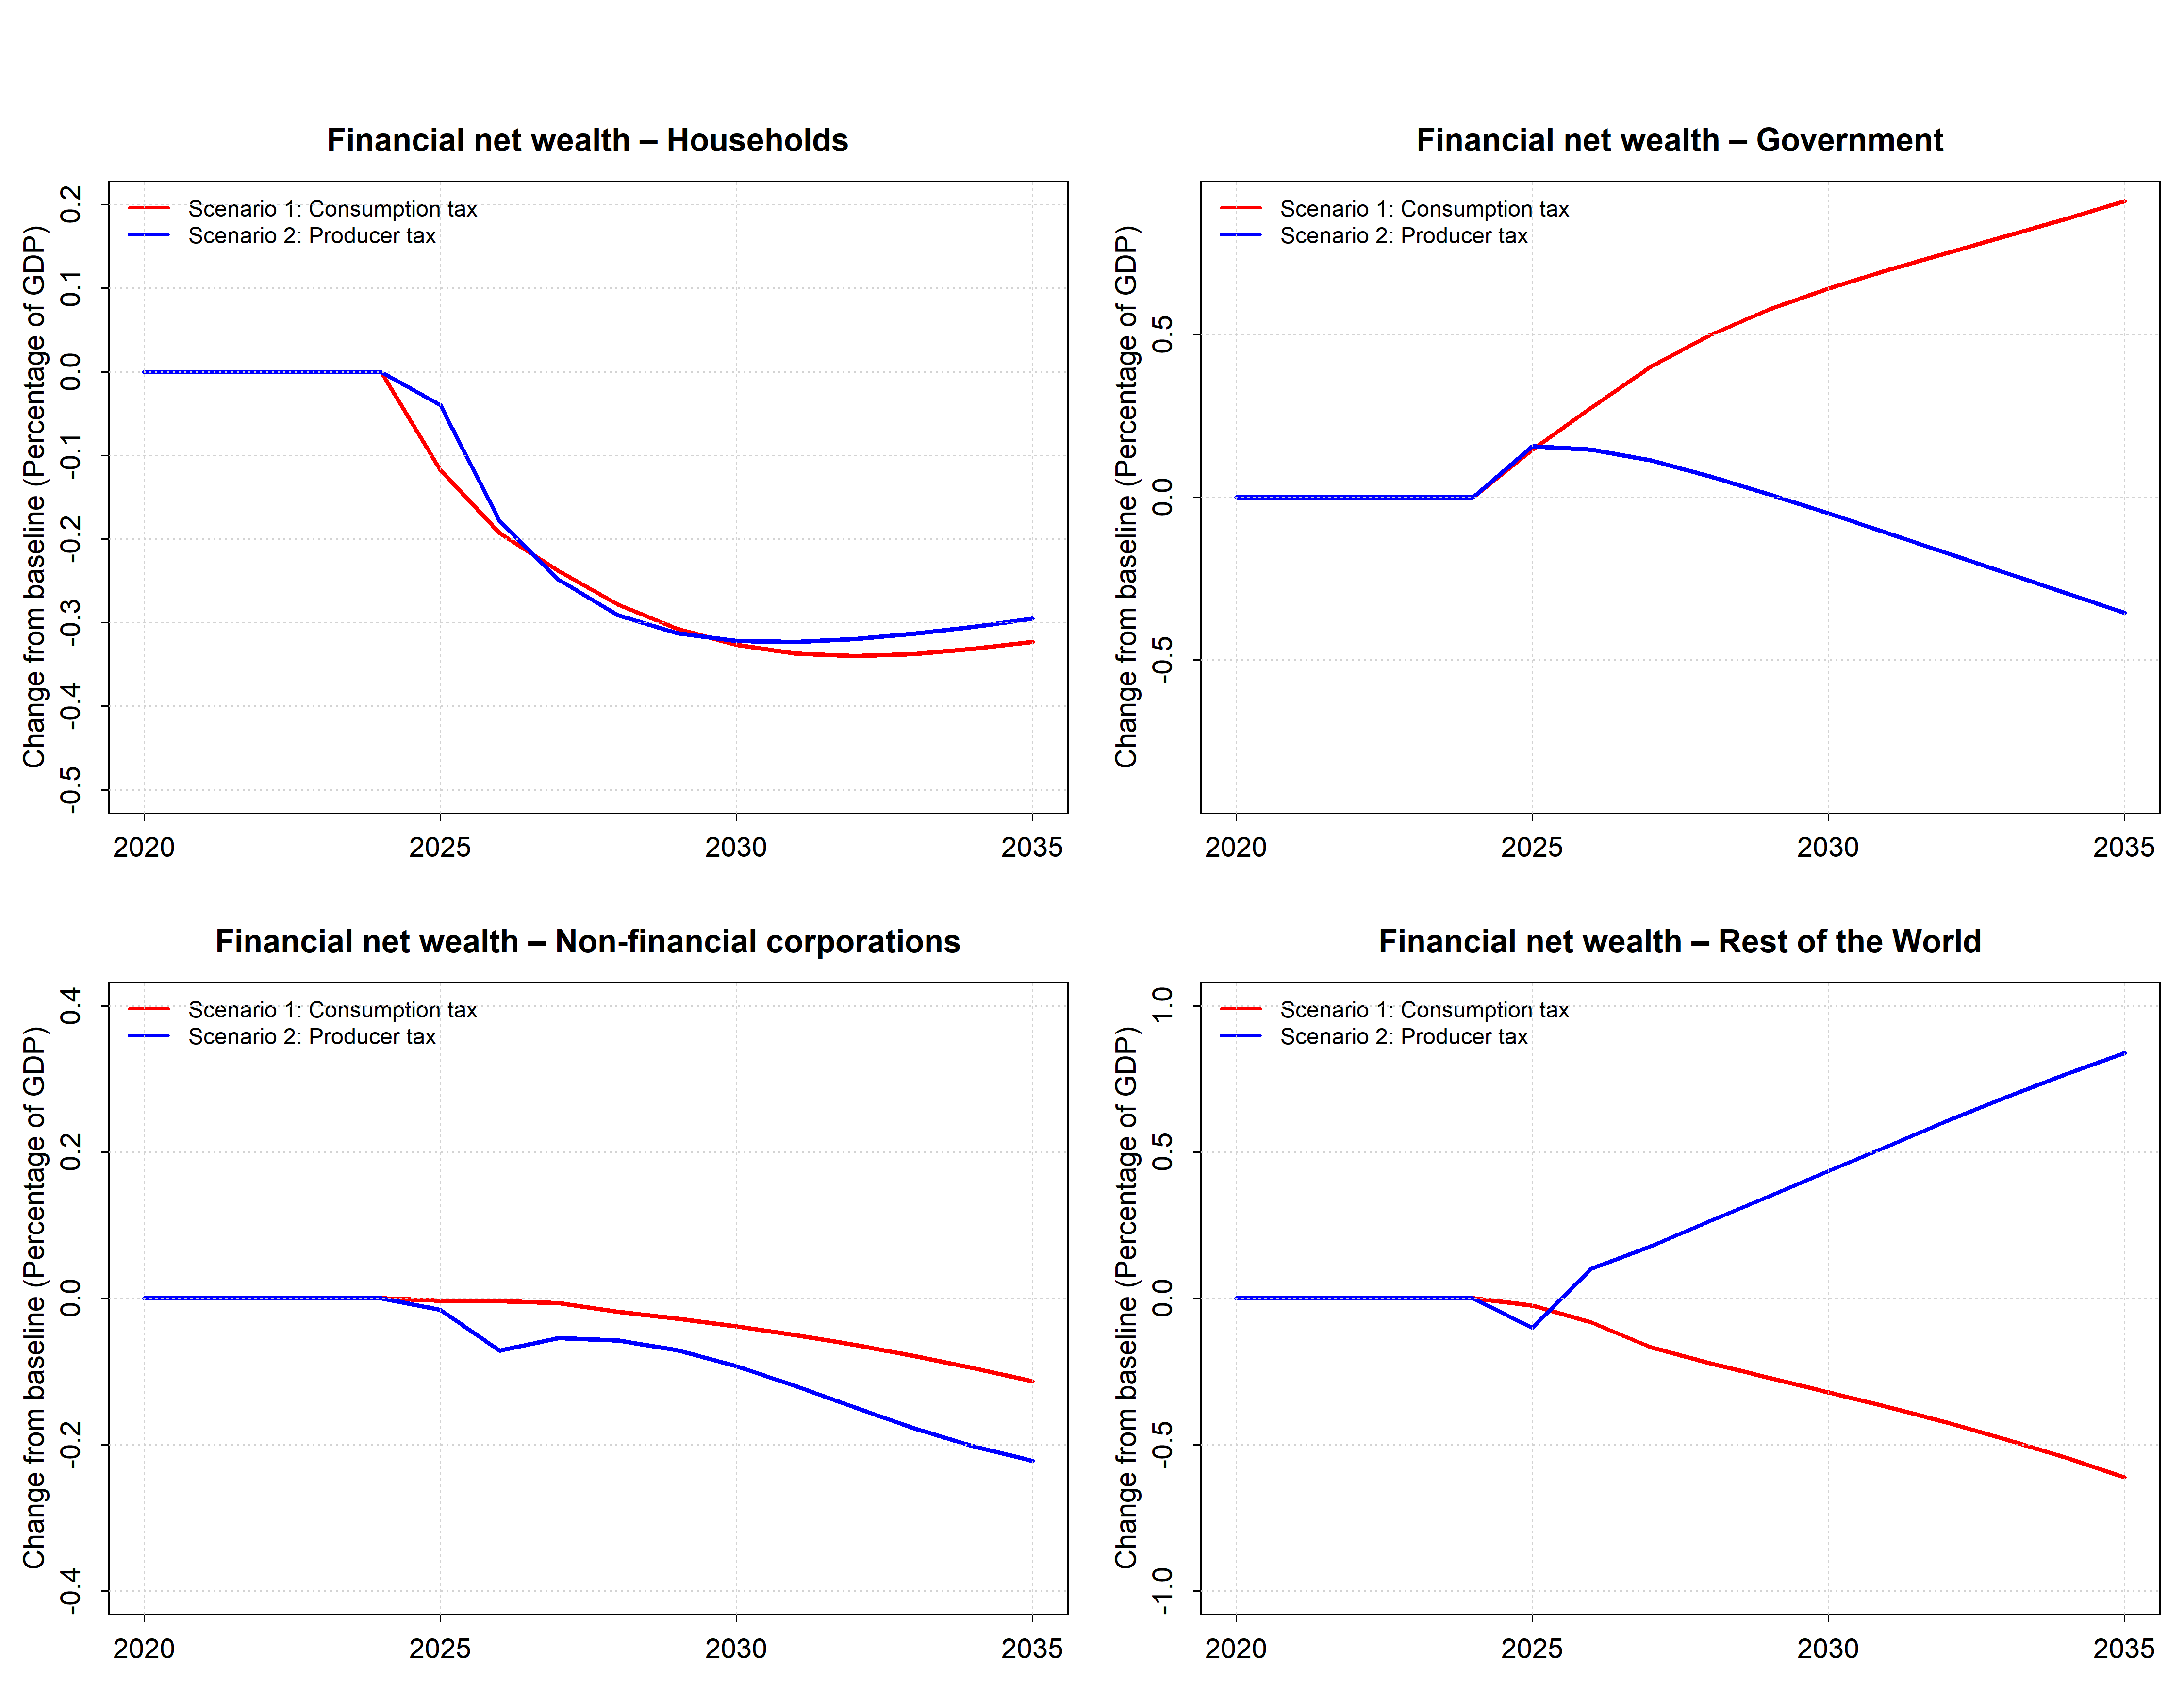 Financial net wealth – Households
Change from baseline (Percentage of GDP)
0.2
0.1
0.0
-0.1
-0.2
-0.3
-0.4
-0.5
Scenario 1: Consumption tax
Scenario 2: Producer tax
2020 2025 2030 2035
Financial net wealth – Government
Change from baseline (Percentage of GDP)
0.5
0.0
-0.5
Scenario 1: Consumption tax
Scenario 2: Producer tax
2020 2025 2030 2035
Financial net wealth – Non-financial corporations
Change from baseline (Percentage of GDP)
0.4
0.2
0.0
-0.2
-0.4
Scenario 1: Consumption tax
Scenario 2: Producer tax
2020 2025 2030 2035
Financial net wealth – Rest of the World
Change from baseline (Percentage of GDP)
1.0
0.5
0.0
-0.5
-1.0
Scenario 1: Consumption tax
Scenario 2: Producer tax
2020 2025 2030 2035